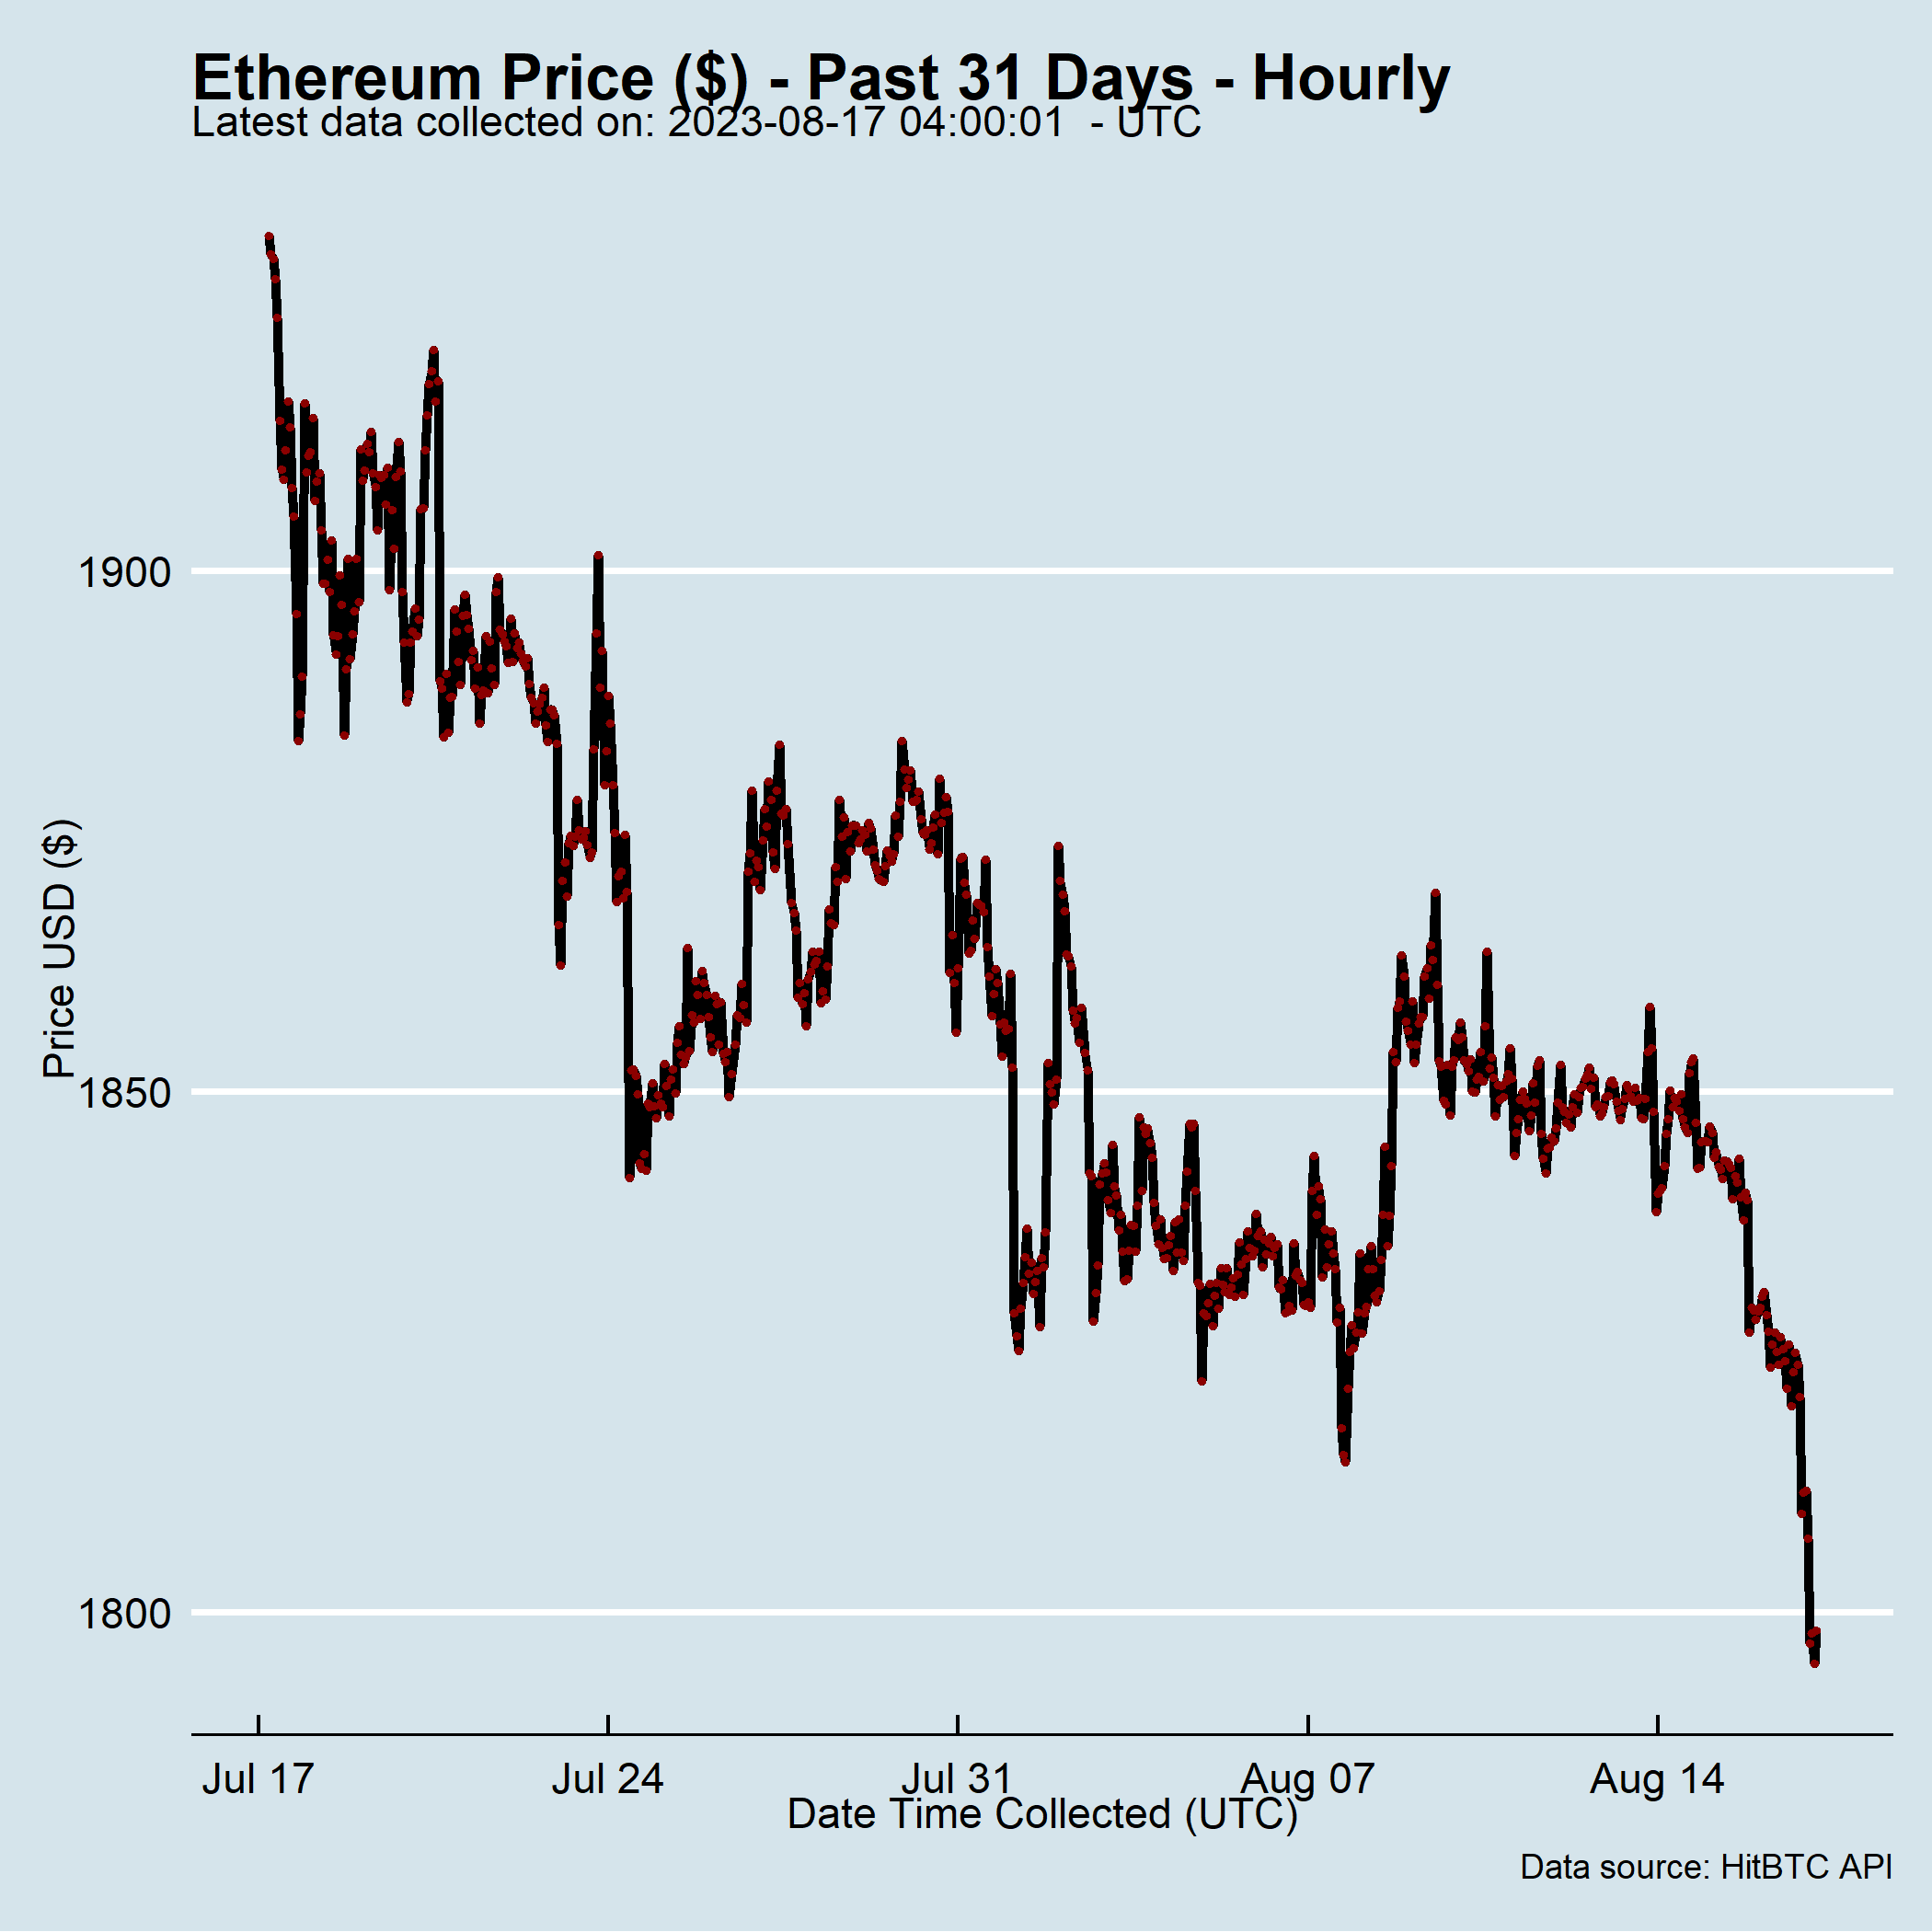 Ethereum Price ($) - Past 31 Days - Hourly
Latest data collected on: 2023-08-17 04:00:01  - UTC
Price USD ($)
1900
1850
1800
Jul 17
Jul 24
Jul 31
Aug 07
Aug 14
Date Time Collected (UTC)
Data source: HitBTC API